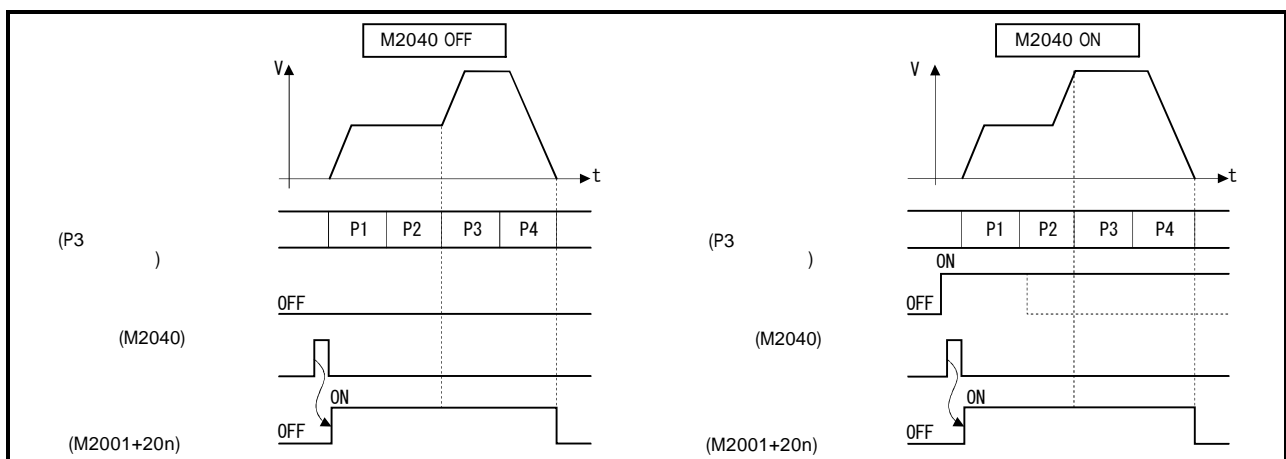 M2040 OFF
V
t
P1 P2 P3 P4
(P3
)
OFF
(M2040)
ON
OFF
(M2001+20n)
M2040 ON
V
t
P1 P2 P3 P4
(P3
)
ON
OFF
(M2040)
ON
OFF
(M2001+20n)